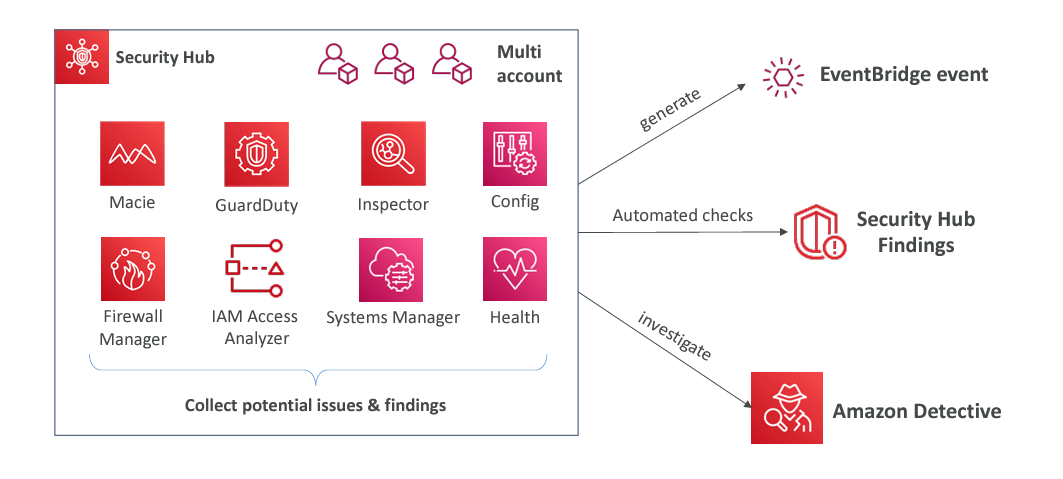 Security Hub
Multi
account
EventBridge event
generate
Macie
GuardDuty
Inspector
Config
Automated checks
Security Hub
Findings
Firewall
Manager
IAM Access
Analyzer
Systems Manager
Health
investigate
Collect potential issues & findings
Amazon Detective